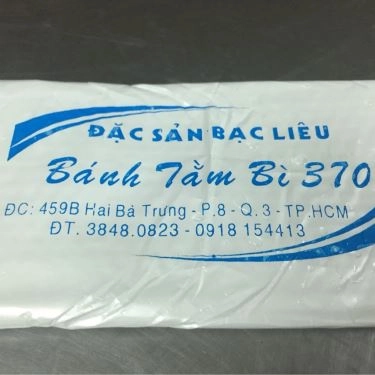 ĐẶC SẢN BẠC LIÊU
Bánh Tằm Bì 370
ĐC: 459B Hai Bà Trưng - P.8 - Q.3 - TP.HCM
ĐT. 3848.0823 - 0918 154413